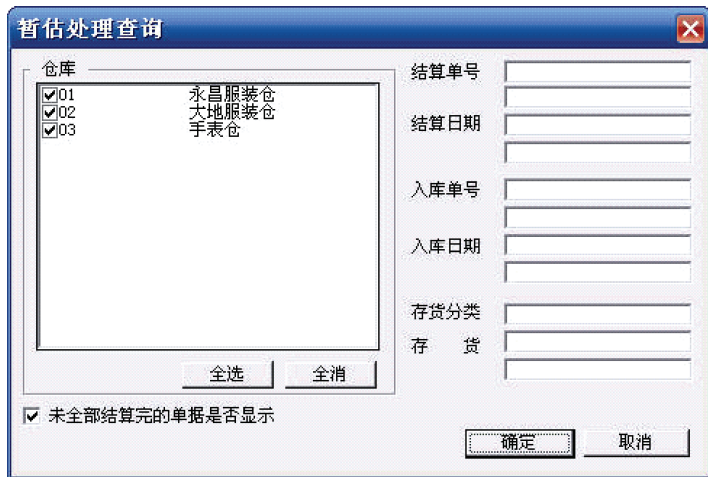 暂估处理查询
仓库
01 永昌服装仓
02 大地服装仓
03 手表仓
全选 全消
未全部结算完的单据是否显示
结算单号
结算日期
入库单号
入库日期
存货分类
存 货
确定 取消